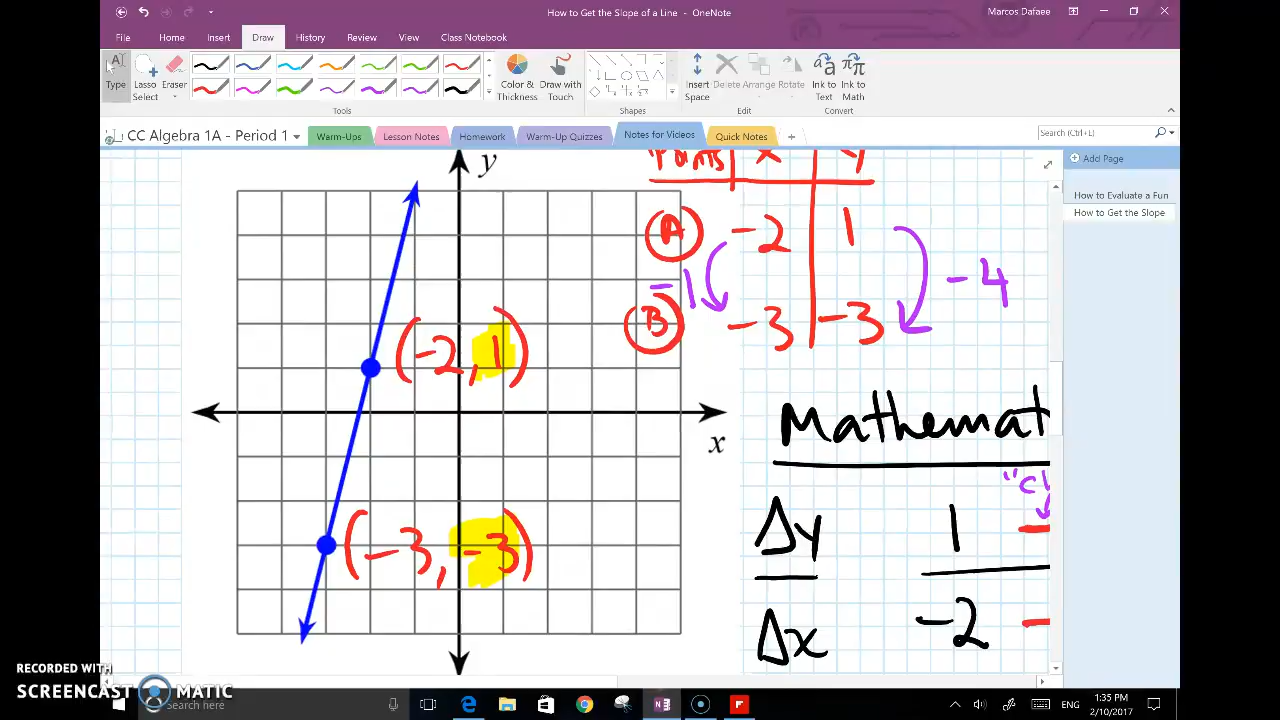 How to Get the Slope of a Line - OneNote
Marcos Dafaee
File Home Insert Draw History Review View Class Notebook
Type
Lasso Select
Eraser
Color & Thickness
Draw with Touch
Insert Space
Delete
Arrange
Rotate
Ink to Text
Ink to Math
Tools
Shapes
Edit
Convert
CC Algebra 1A - Period 1
Warm-Ups
Lesson Notes
Homework
Warm-Up Quizzes
Notes for Videos
Quick Notes
Search (Ctrl+L)
Add Page
How to Evaluate a Fun
How to Get the Slope
y
x
(-2, 1)
(-3, -3)
Points x y
A -2 1
-1 -4
B -3 -3
Mathemat
Δy 1
Δx -2
RECORDED WITH
SCREENCAST MATIC
Search here
ENG
1:35 PM
2/10/2017